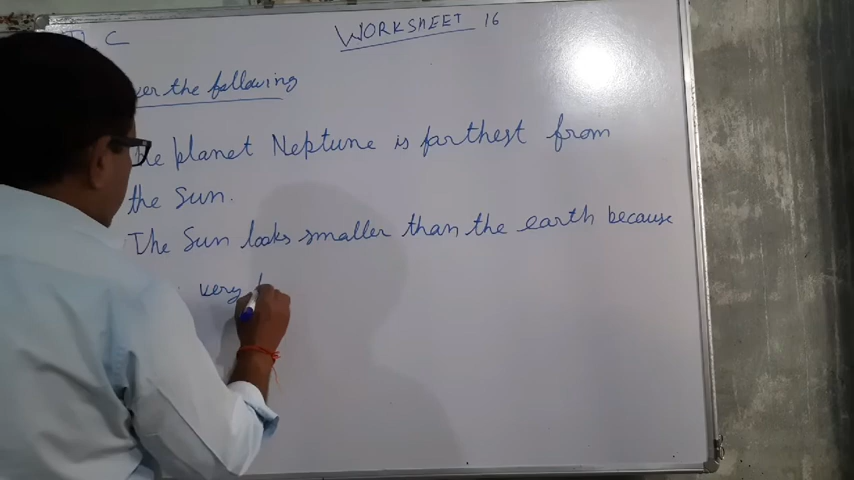 C WORKSHEET 16
the following
planet Neptune is farthest from
the Sun.
The Sun looks smaller than the earth because
very